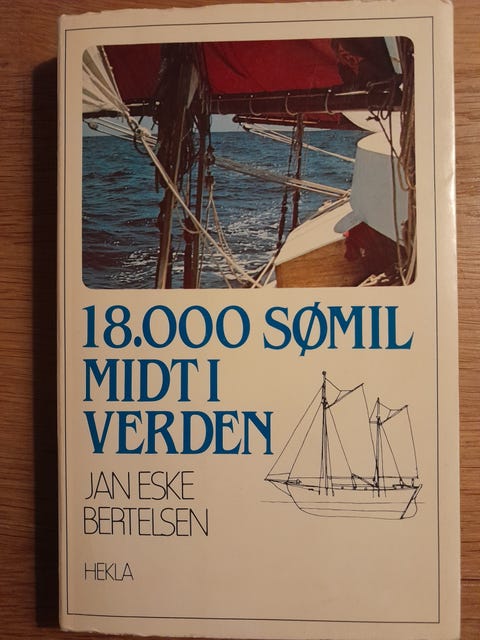 18.000 SØMIL
MIDT I
VERDEN
JAN ESKE
BERTELSEN
HEKLA